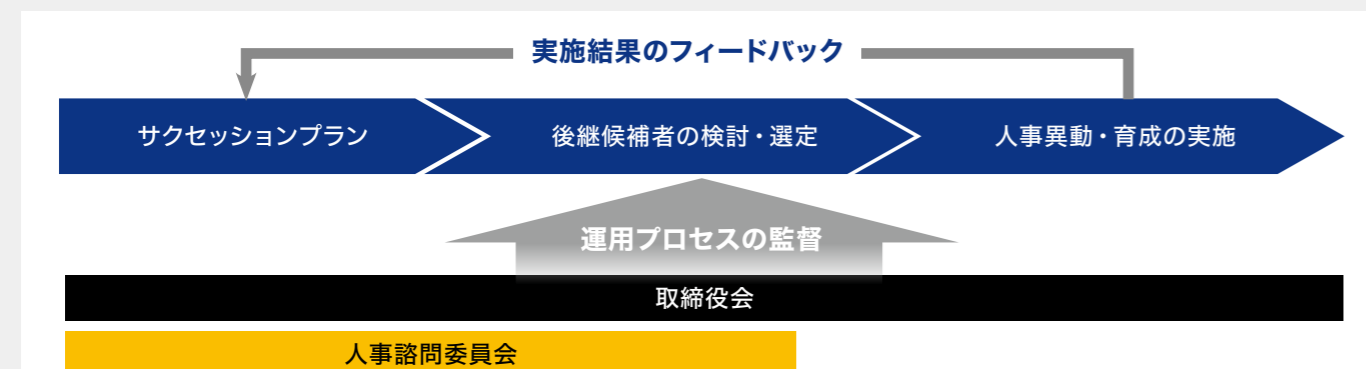 実施結果のフィードバック
サクセッションプラン
後継候補者の検討・選定
人事異動・育成の実施
運用プロセスの監督
取締役会
人事諮問委員会